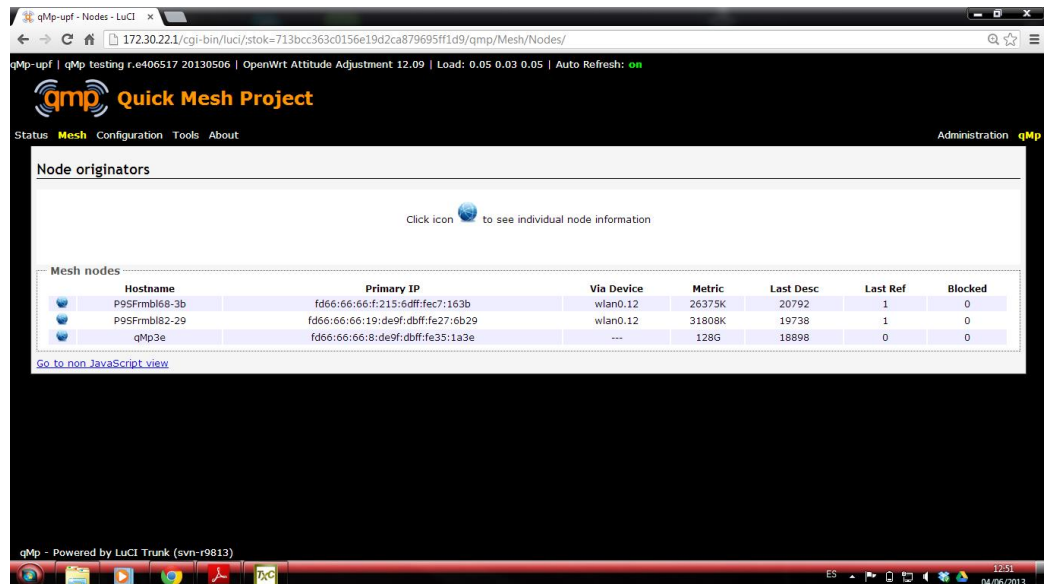 qMp-upf - Nodes - LuCI ×
172.30.22.1/cgi-bin/luci/;stok=713bcc363c0156e19d2ca879695ff1d9/qmp/Mesh/Nodes/
qMp-upf | qMp testing r.e406517 20130506 | OpenWrt Attitude Adjustment 12.09 | Load: 0.05 0.03 0.05 | Auto Refresh: on
qmp Quick Mesh Project
Status Mesh Configuration Tools About Administration qMp
Node originators
Click icon to see individual node information
Mesh nodes
Hostname Primary IP Via Device Metric Last Desc Last Ref Blocked
P9SFrmbl68-3b fd66:66:66:f:215:6dff:fec7:163b wlan0.12 26375K 20792 1 0
P9SFrmbl82-29 fd66:66:66:19:de9f:dbff:fe27:6b29 wlan0.12 31808K 19738 1 0
qMp3e fd66:66:66:8:de9f:dbff:fe35:1a3e --- 128G 18898 0 0
Go to non JavaScript view
qMp - Powered by LuCI Trunk (svn-r9813)
TXC ES 12:51
04/06/2013